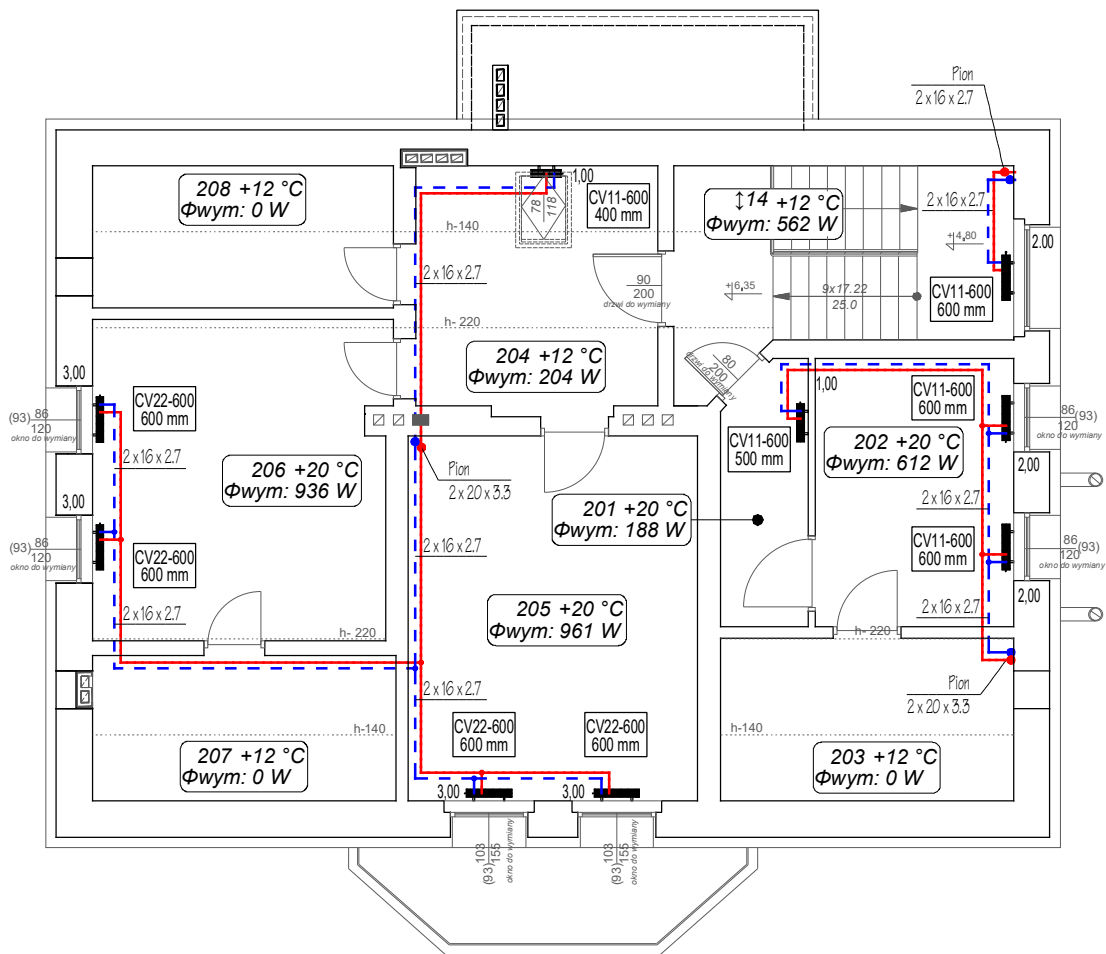 Pion
2 x 16 x 2.7
208 +12 °C
Φwym: 0 W
1,00
CV11-600
400 mm
78
118
↕14 +12 °C
Φwym: 562 W
2 x 16 x 2.7
h-140
+4,80
2.00
2 x 16 x 2.7
90
200
drzwi do wymiany
+6,35
9x17.22
25.0
CV11-600
600 mm
h- 220
204 +12 °C
Φwym: 204 W
80
200
drzwi do wymiany
3,00
CV22-600
600 mm
(93) 86
120
okno do wymiany
1,00
CV11-600
600 mm
86 (93)
120
okno do wymiany
CV11-600
500 mm
202 +20 °C
Φwym: 612 W
2 x 16 x 2.7
206 +20 °C
Φwym: 936 W
Pion
2 x 20 x 3.3
2,00
3,00
201 +20 °C
Φwym: 188 W
2 x 16 x 2.7
(93) 86
120
okno do wymiany
CV22-600
600 mm
2 x 16 x 2.7
CV11-600
600 mm
86 (93)
120
okno do wymiany
2 x 16 x 2.7
205 +20 °C
Φwym: 961 W
2 x 16 x 2.7
2,00
h- 220
h- 220
2 x 16 x 2.7
Pion
2 x 20 x 3.3
CV22-600
600 mm
CV22-600
600 mm
h-140
h-140
207 +12 °C
Φwym: 0 W
203 +12 °C
Φwym: 0 W
3,00
3,00
(93) 103
155
okno do wymiany
(93) 103
155
okno do wymiany